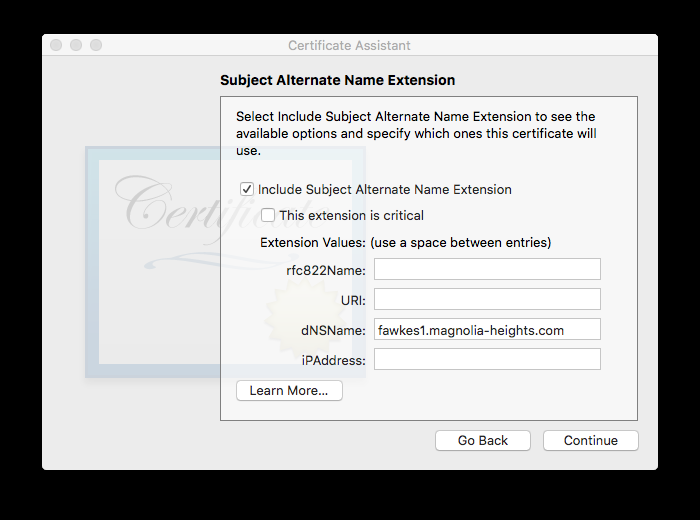 Certificate Assistant
Subject Alternate Name Extension
Select Include Subject Alternate Name Extension to see the
available options and specify which ones this certificate will
use.
Certificate
Include Subject Alternate Name Extension
This extension is critical
Extension Values: (use a space between entries)
rfc822Name:
URI:
dNSName: fawkes1.magnolia-heights.com
iPAddress:
Learn More...
Go Back Continue